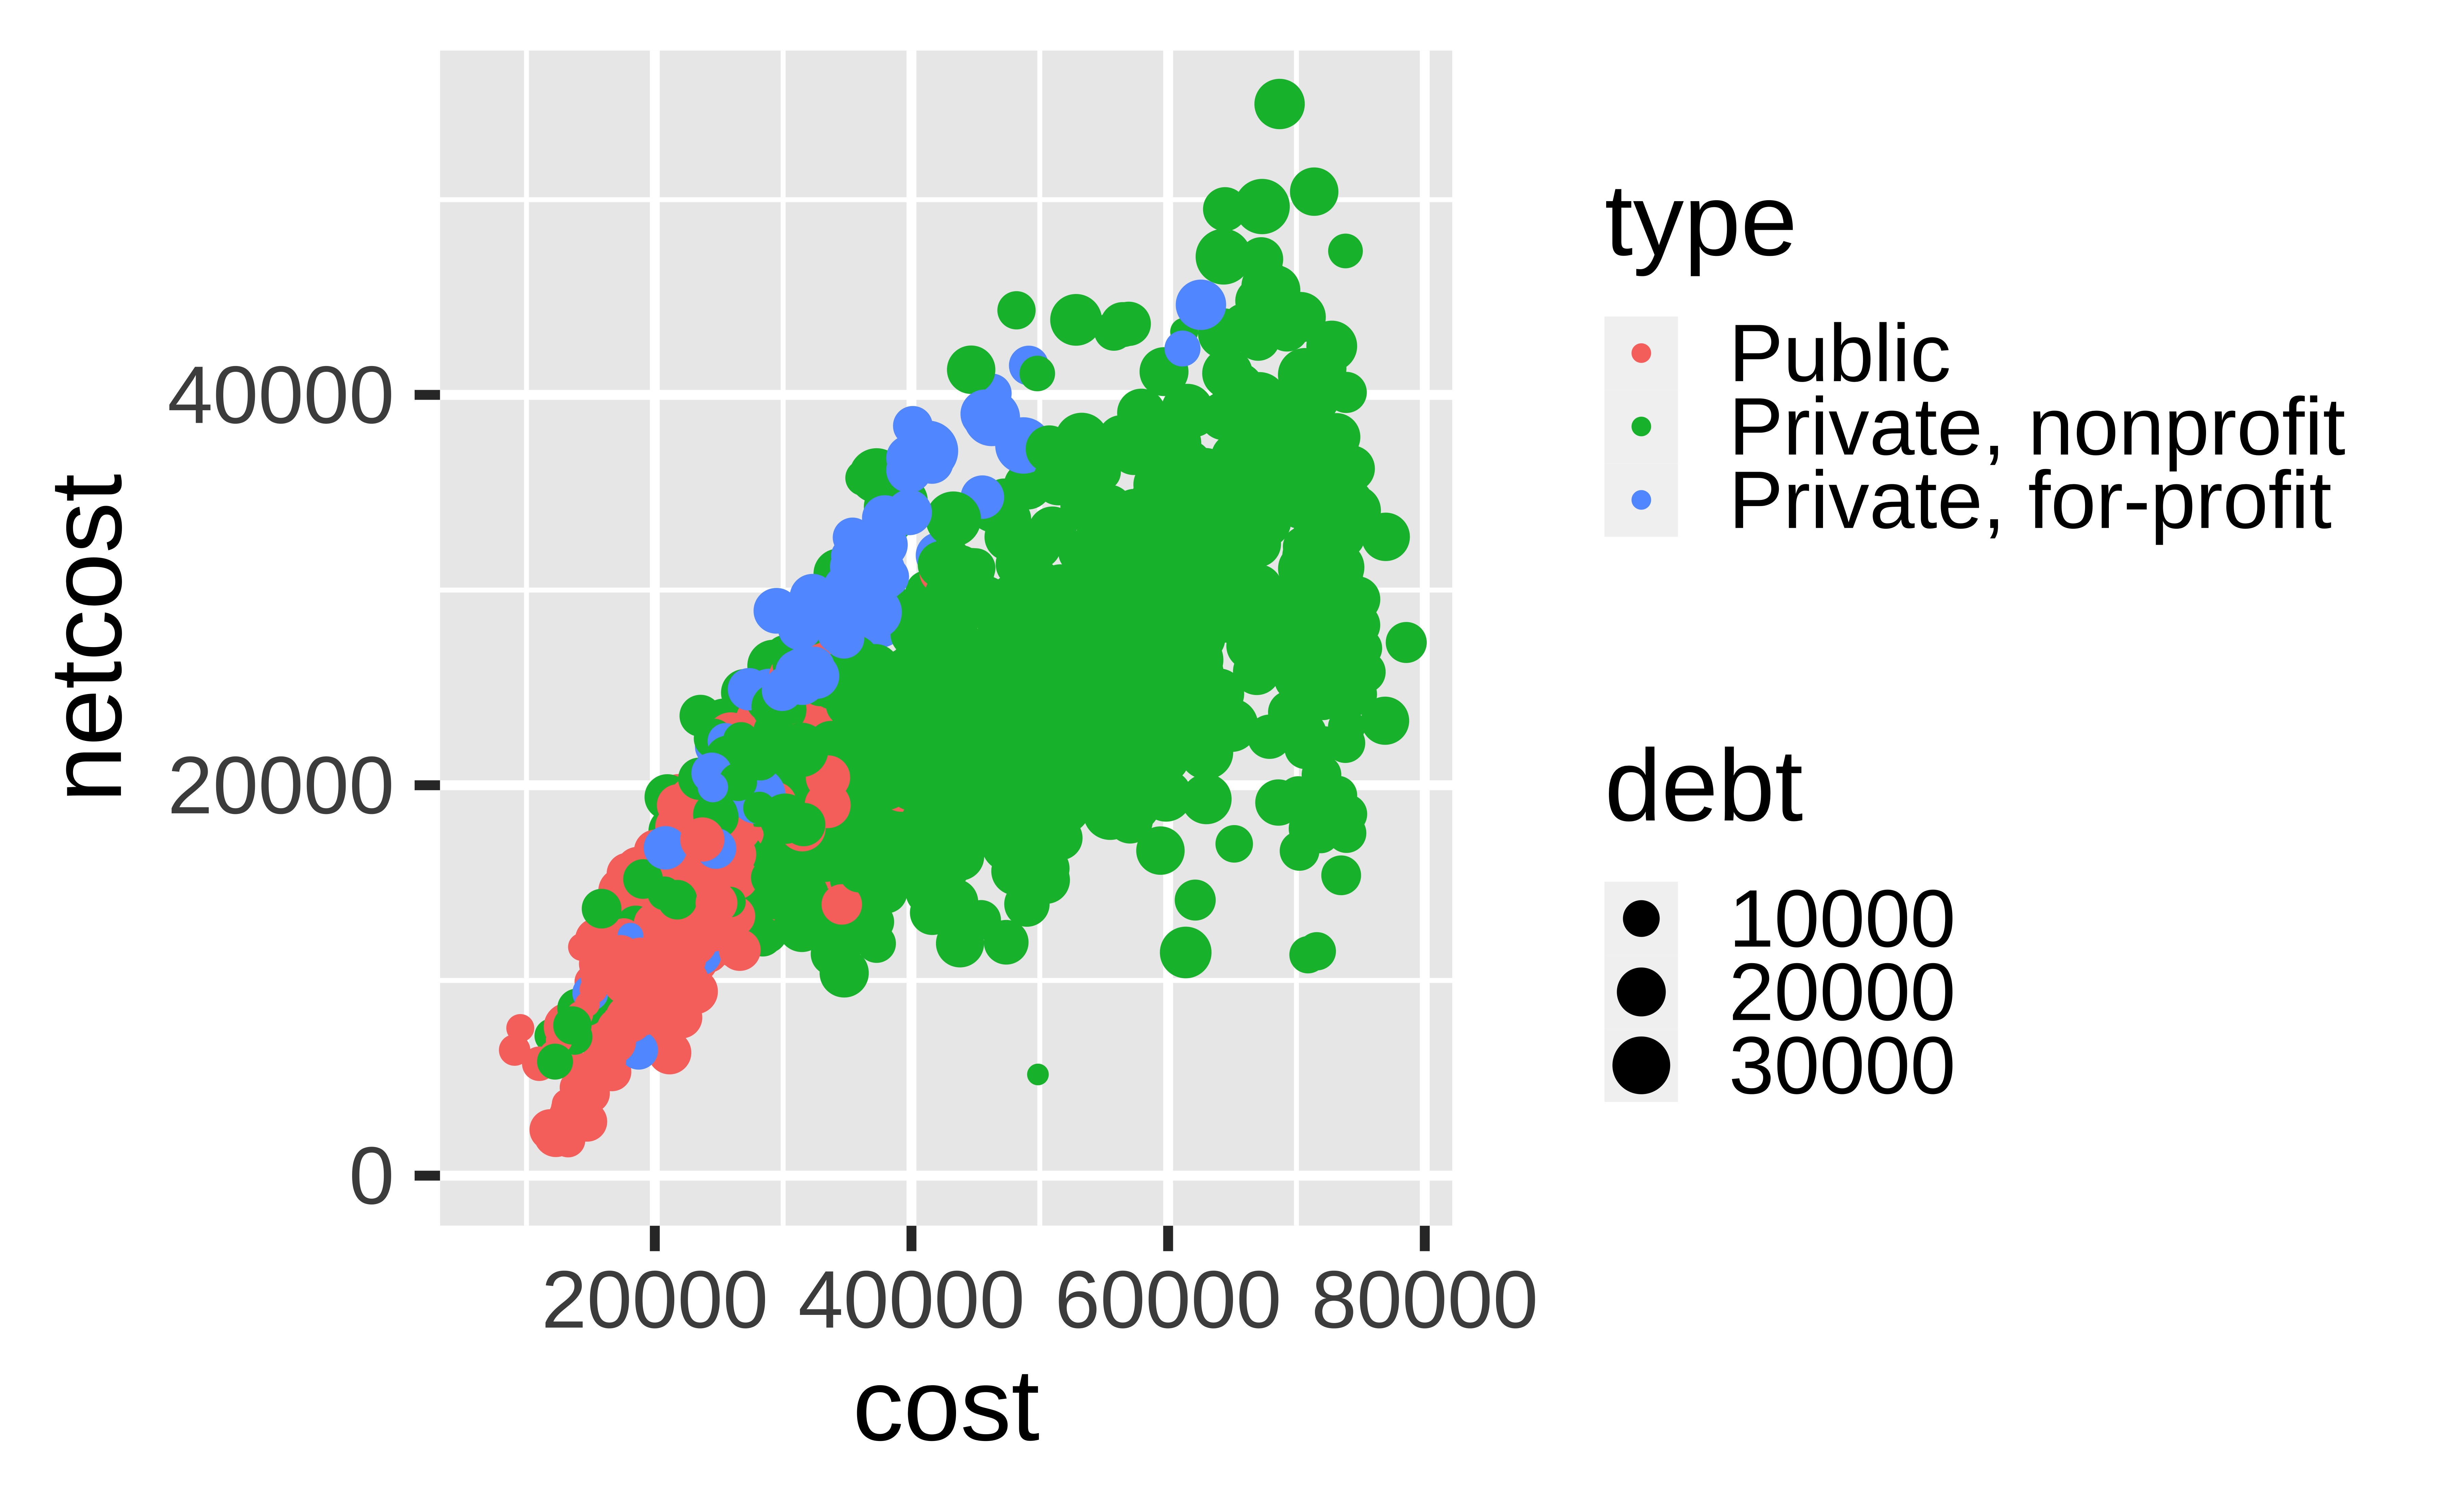 netcost
40000
20000
0
20000 40000 60000 80000
cost
type
Public
Private, nonprofit
Private, for-profit
debt
10000
20000
30000